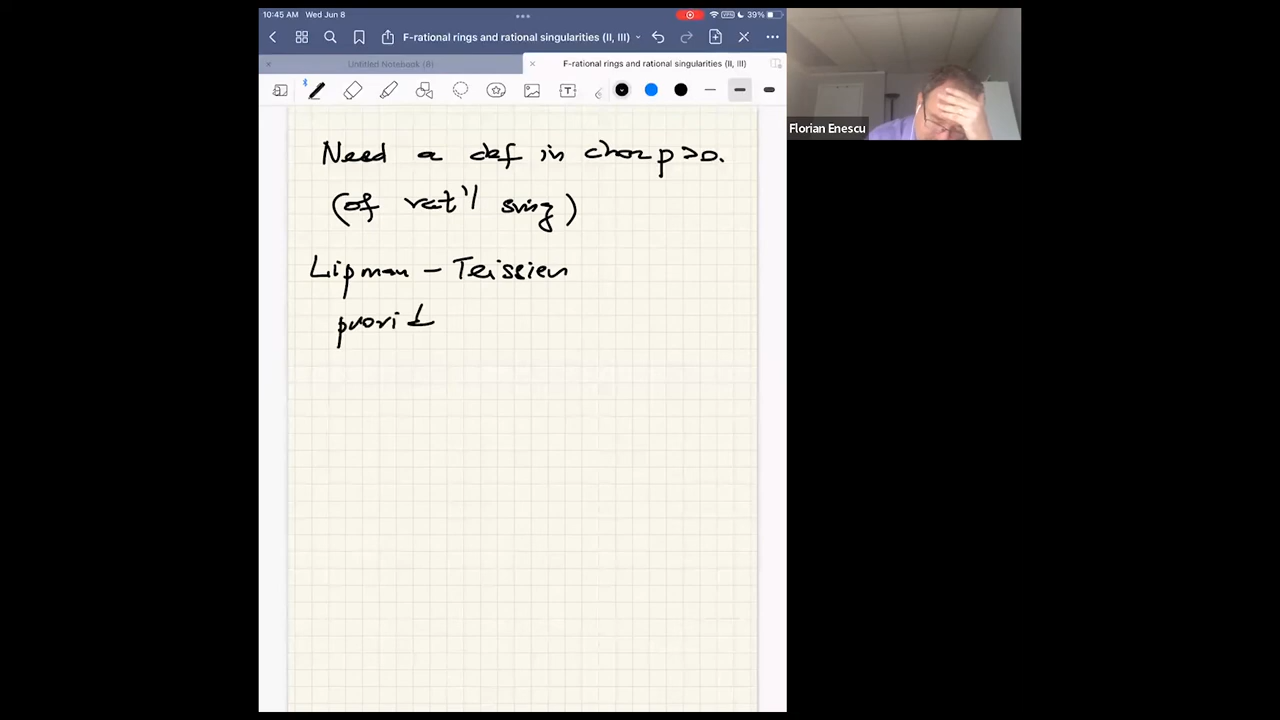 10:45 AM Wed Jun 8
39%
F-rational rings and rational singularities (II, III)
Untitled Notebook (6)
F-rational rings and rational singularities (II, III)
Need a def in char p>0.
(of rat'l sing)
Lipman - Teissier
Florian Enescu